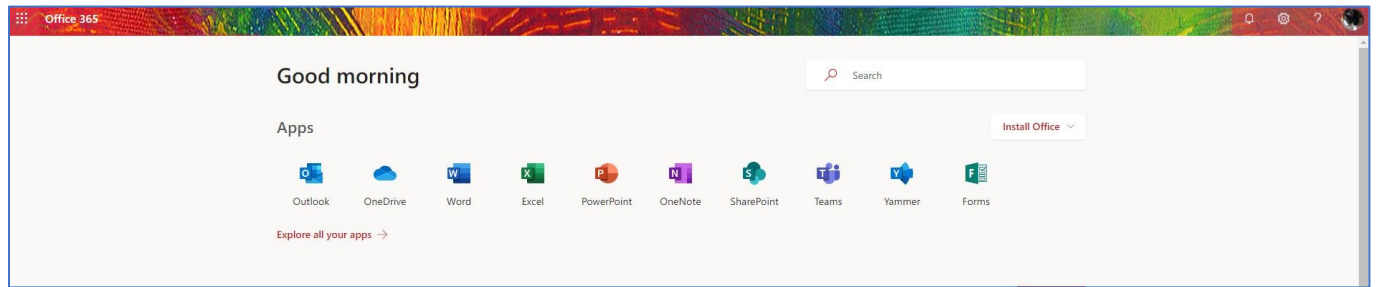 Office 365
Good morning
Search
Apps
Install Office
Outlook OneDrive Word Excel PowerPoint OneNote SharePoint Teams Yammer Forms
Explore all your apps →